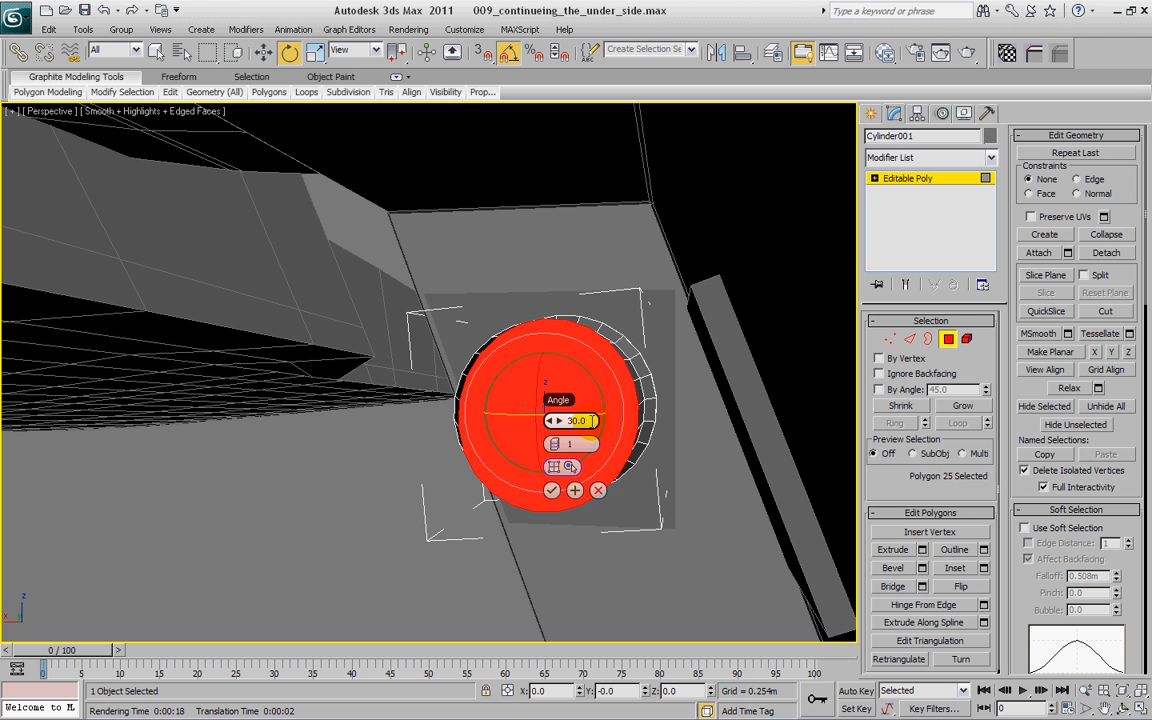 Autodesk 3ds Max 2011 009_continueing_the_under_side.max
Type a keyword or phrase
Edit Tools Group Views Create Modifiers Animation Graph Editors Rendering Customize MAXScript Help
All View Create Selection Se
Graphite Modeling Tools Freeform Selection Object Paint
Polygon Modeling Modify Selection Edit Geometry (All) Polygons Loops Subdivision Tris Align Visibility Prop...
[ + ] [ Perspective ] [ Smooth + Highlights + Edged Faces ]
z
Angle
30.0
1
z
x
y
Cylinder001
Modifier List
Editable Poly
Selection
By Vertex
Ignore Backfacing
By Angle: 45.0
Shrink Grow
Ring Loop
Preview Selection
Off SubObj Multi
Polygon 25 Selected
Edit Polygons
Insert Vertex
Extrude Outline
Bevel Inset
Bridge Flip
Hinge From Edge
Extrude Along Spline
Edit Triangulation
Retriangulate Turn
Edit Geometry
Repeat Last
Constraints
None Edge
Face Normal
Preserve UVs
Create Collapse
Attach Detach
Slice Plane Split
Slice Reset Plane
QuickSlice Cut
MSmooth Tessellate
Make Planar X Y Z
View Align Grid Align
Relax
Hide Selected Unhide All
Hide Unselected
Named Selections:
Copy Paste
Delete Isolated Vertices
Full Interactivity
Soft Selection
Use Soft Selection
Edge Distance: 1
Affect Backfacing
Falloff: 0.508m
Pinch: 0.0
Bubble: 0.0
0 / 100
0 5 10 15 20 25 30 35 40 45 50 55 60 65 70 75 80 85 90 95 100
1 Object Selected X: 0.0 Y: -0.0 Z: 0.0 Grid = 0.254m Auto Key Selected
Welcome to M Rendering Time 0:00:18 Translation Time 0:00:02 Add Time Tag Set Key Key Filters... 0